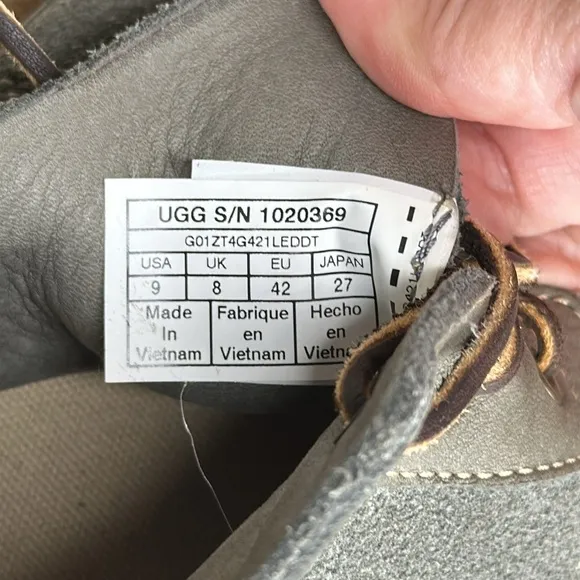 UGG S/N 1020369
G01ZT4G421LEDDT
USA UK EU JAPAN
9 8 42 27
Made Fabrique Hecho
In en en
Vietnam Vietnam